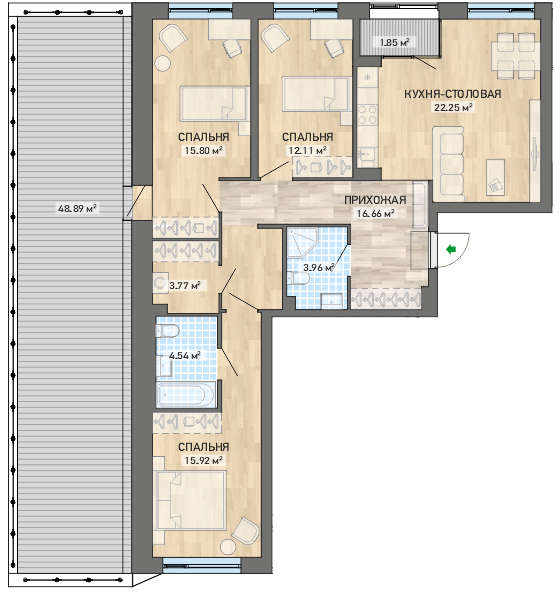 1.85 м²
КУХНЯ-СТОЛОВАЯ
22.25 м²
СПАЛЬНЯ
15.80 м²
СПАЛЬНЯ
12.11 м²
48.89 м²
ПРИХОЖАЯ
16.66 м²
3.96 м²
3.77 м²
4.54 м²
СПАЛЬНЯ
15.92 м²